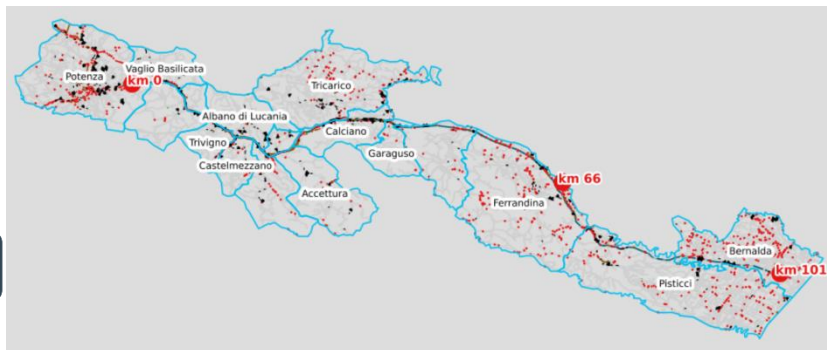 Vaglio Basilicata
Potenza
km 0
Tricarico
Albano di Lucania
Calciano
Trivigno
Garaguso
Castelmezzano
km 66
Accettura
Ferrandina
Bernalda
km 101
Pisticci